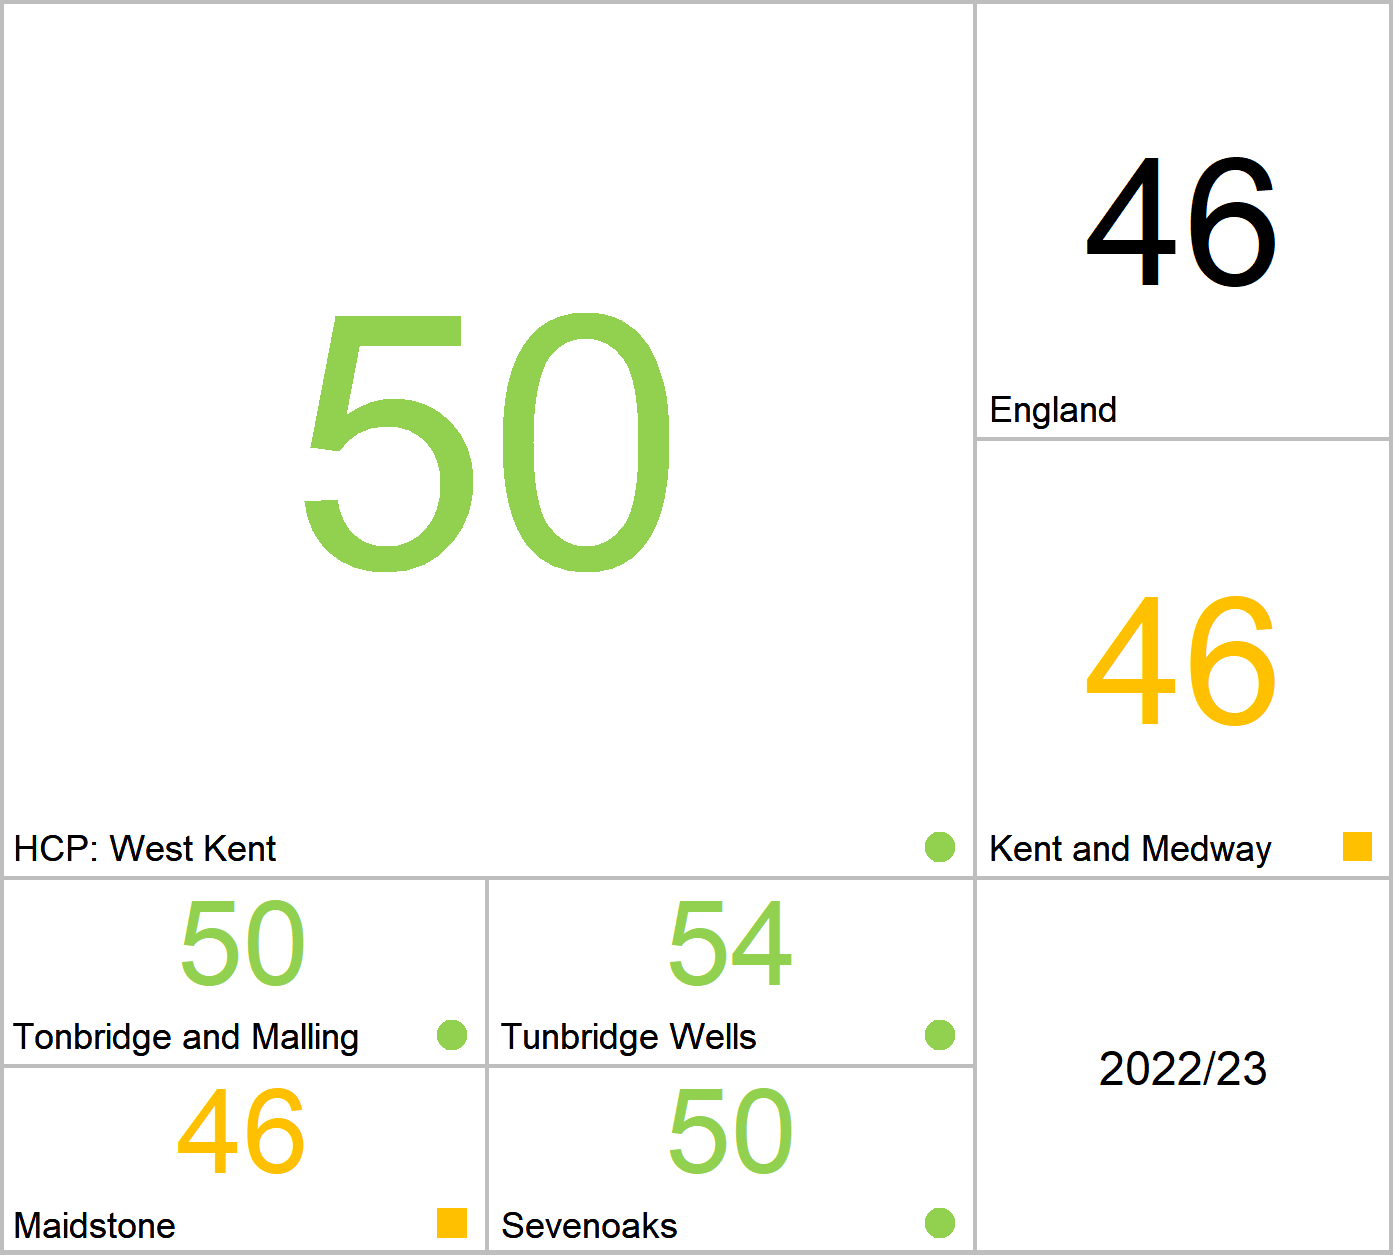 50
HCP: West Kent
46
England
46
Kent and Medway
50
Tonbridge and Malling
54
Tunbridge Wells
46
Maidstone
50
Sevenoaks
2022/23